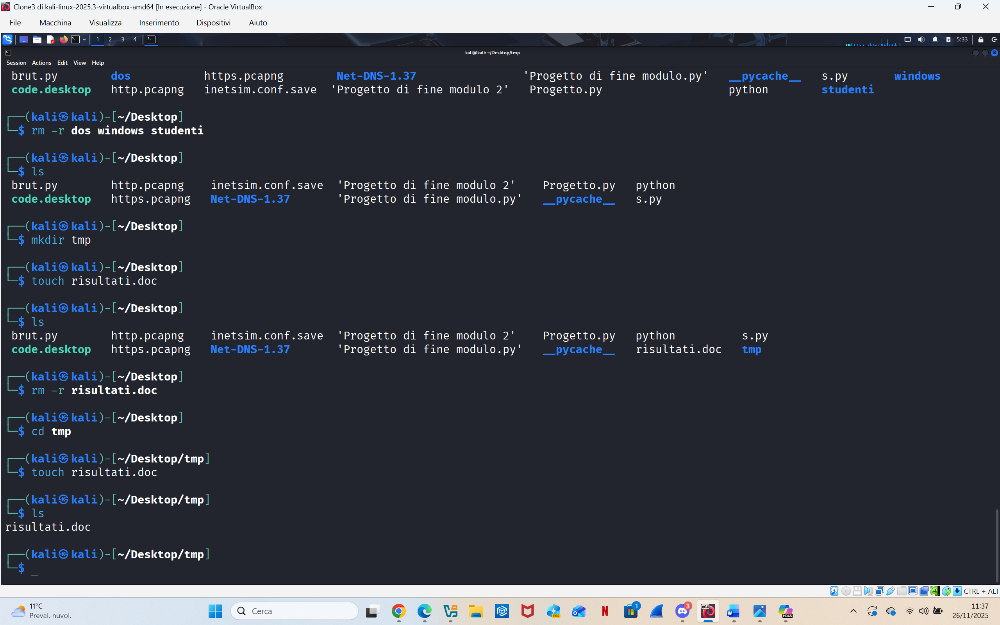 Clone3 di kali-linux-2025.3-virtualbox-amd64 [In esecuzione] - Oracle VirtualBox
File Macchina Visualizza Inserimento Dispositivi Aiuto
1 2 3 4 5:33
kali@kali: ~/Desktop/tmp
Session Actions Edit View Help
brut.py dos https.pcapng Net-DNS-1.37 'Progetto di fine modulo.py' __pycache__ s.py windows
code.desktop http.pcapng inetsim.conf.save 'Progetto di fine modulo 2' Progetto.py python studenti
┌──(kali㉿kali)-[~/Desktop]
└─$ rm -r dos windows studenti
┌──(kali㉿kali)-[~/Desktop]
└─$ ls
brut.py http.pcapng inetsim.conf.save 'Progetto di fine modulo 2' Progetto.py python
code.desktop https.pcapng Net-DNS-1.37 'Progetto di fine modulo.py' __pycache__ s.py
┌──(kali㉿kali)-[~/Desktop]
└─$ mkdir tmp
┌──(kali㉿kali)-[~/Desktop]
└─$ touch risultati.doc
┌──(kali㉿kali)-[~/Desktop]
└─$ ls
brut.py http.pcapng inetsim.conf.save 'Progetto di fine modulo 2' Progetto.py python s.py
code.desktop https.pcapng Net-DNS-1.37 'Progetto di fine modulo.py' __pycache__ risultati.doc tmp
┌──(kali㉿kali)-[~/Desktop]
└─$ rm -r risultati.doc
┌──(kali㉿kali)-[~/Desktop]
└─$ cd tmp
┌──(kali㉿kali)-[~/Desktop/tmp]
└─$ touch risultati.doc
┌──(kali㉿kali)-[~/Desktop/tmp]
└─$ ls
risultati.doc
┌──(kali㉿kali)-[~/Desktop/tmp]
└─$ _
CTRL + ALT
11°C
Preval. nuvol.
Cerca
PRE
N
1
3
x64
W
M365
11:37
26/11/2025